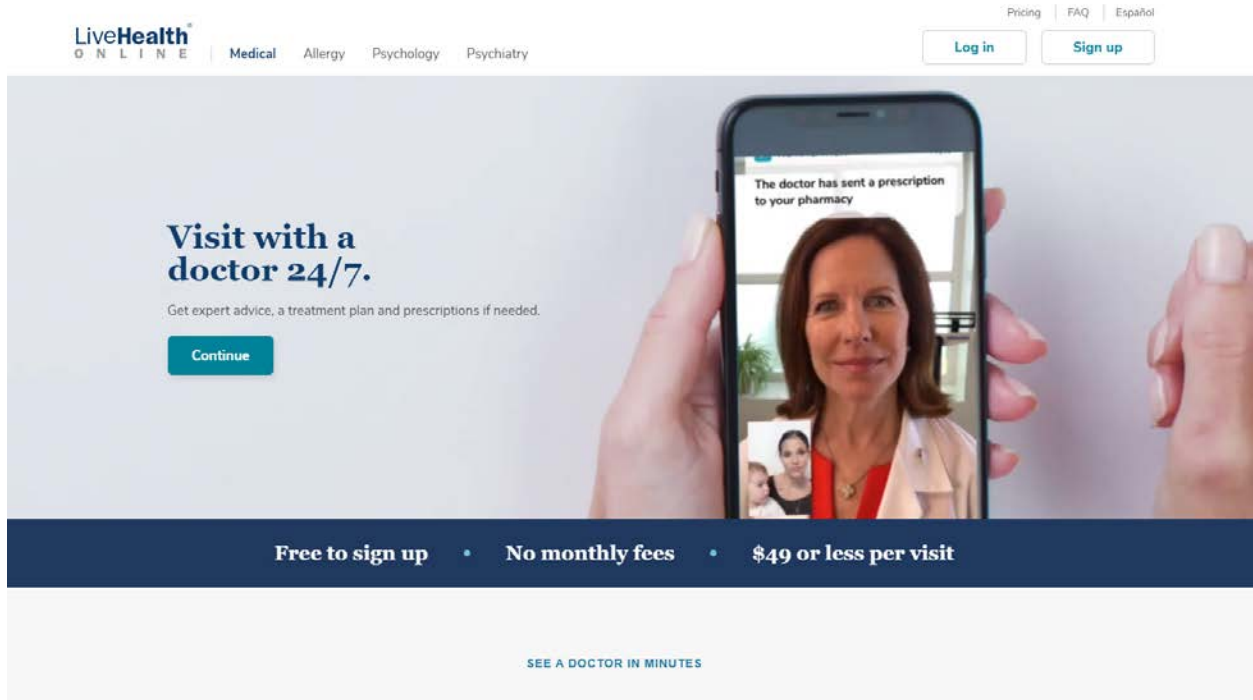 Pricing FAQ Español
LiveHealth®
ONLINE
Medical Allergy Psychology Psychiatry
Log in Sign up
The doctor has sent a prescription
to your pharmacy
Visit with a
doctor 24/7.
Get expert advice, a treatment plan and prescriptions if needed.
Continue
Free to sign up • No monthly fees • $49 or less per visit
SEE A DOCTOR IN MINUTES